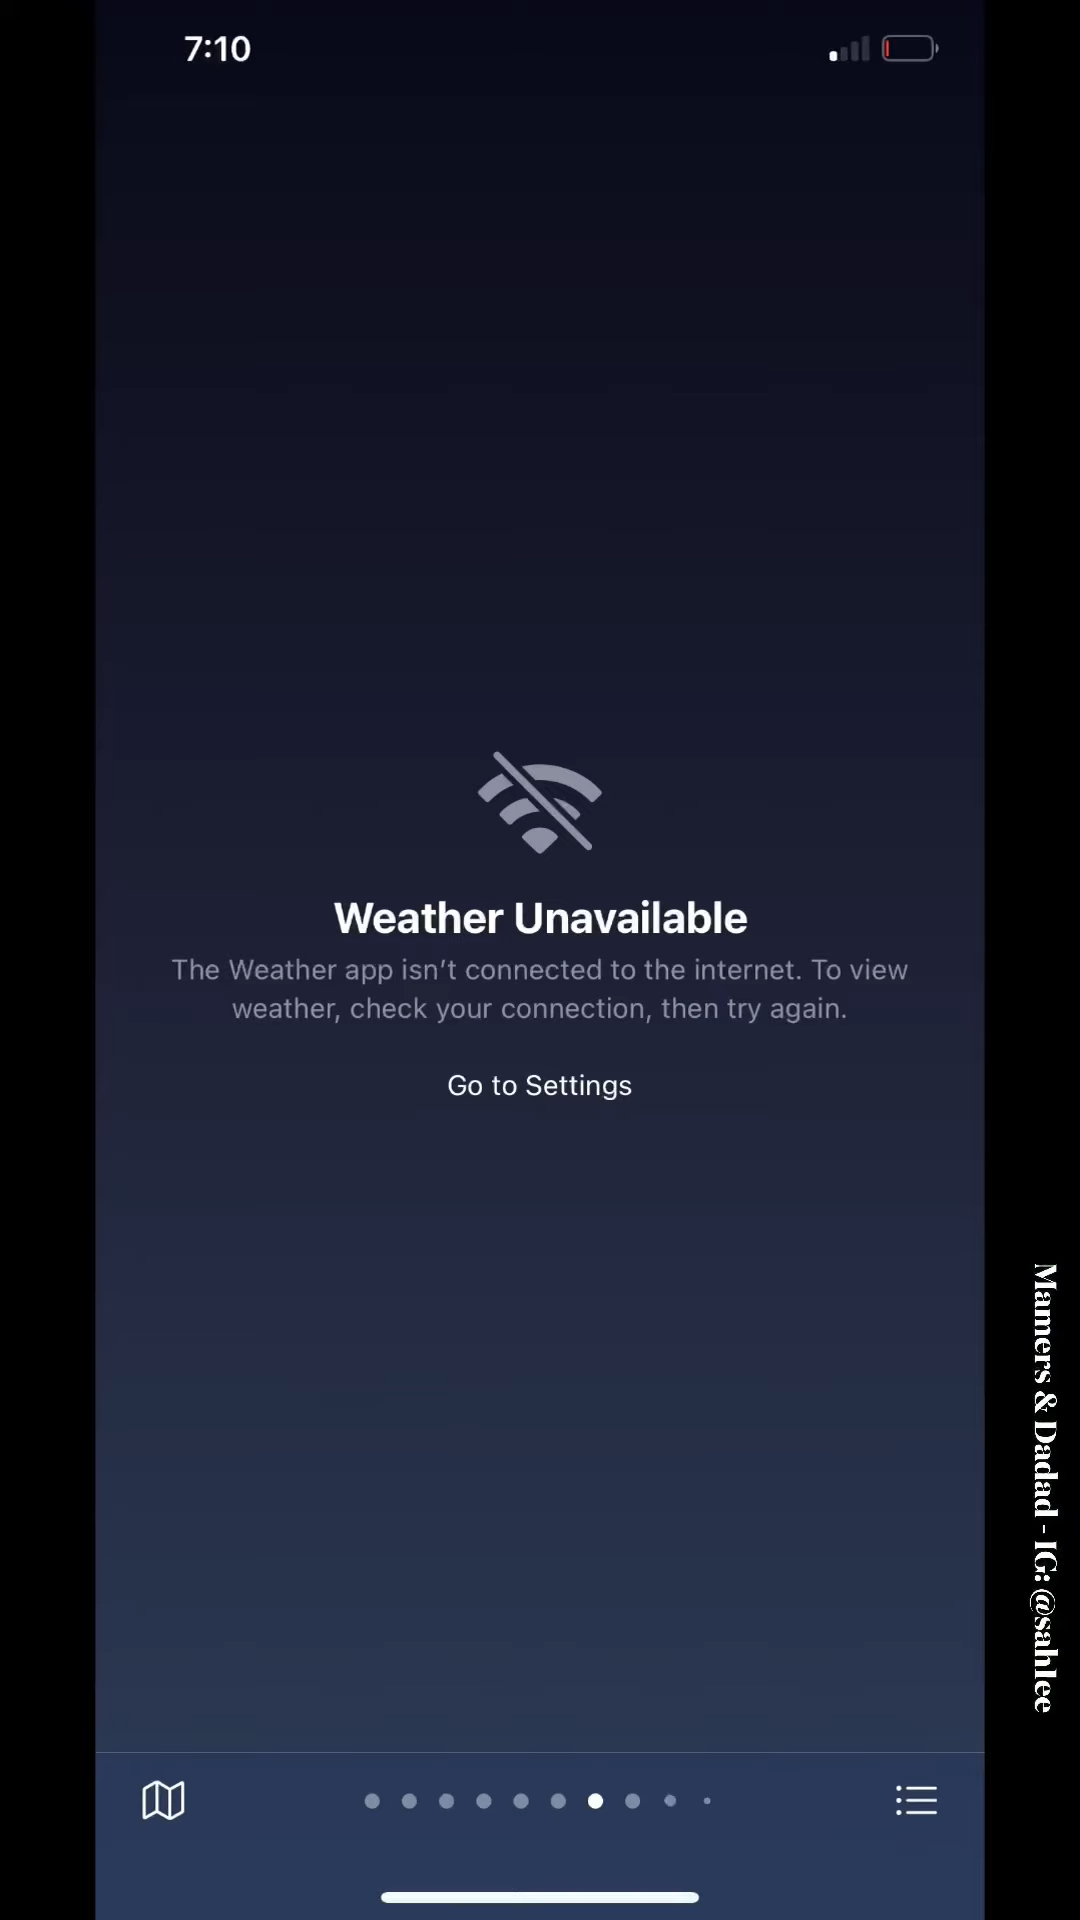 7:10
Weather Unavailable
The Weather app isn’t connected to the internet. To view
weather, check your connection, then try again.
Go to Settings
Mamers & Dadad - IG: @sahlee